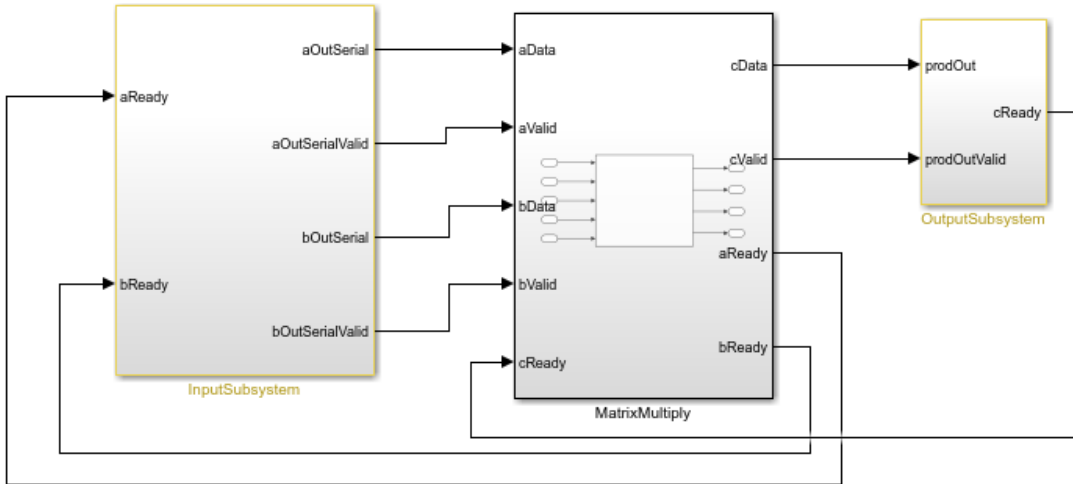 aReady
bReady
aOutSerial
aOutSerialValid
bOutSerial
bOutSerialValid
InputSubsystem
aData
aValid
bData
bValid
cReady
cData
cValid
aReady
bReady
MatrixMultiply
prodOut
prodOutValid
cReady
OutputSubsystem